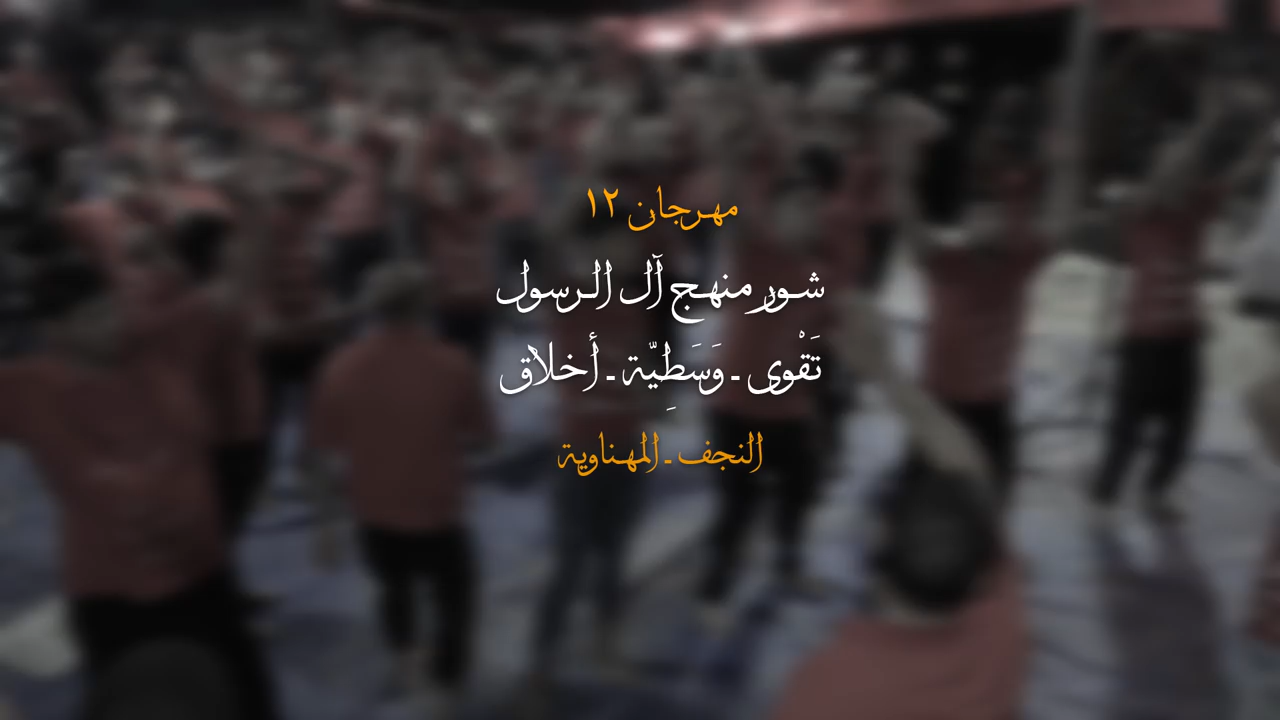 مهرجان ١٢
شور منهج آل الرسول
تَقْوى ـ وَسَطِيّة ـ أخلاق
النجف ـ المهناوية